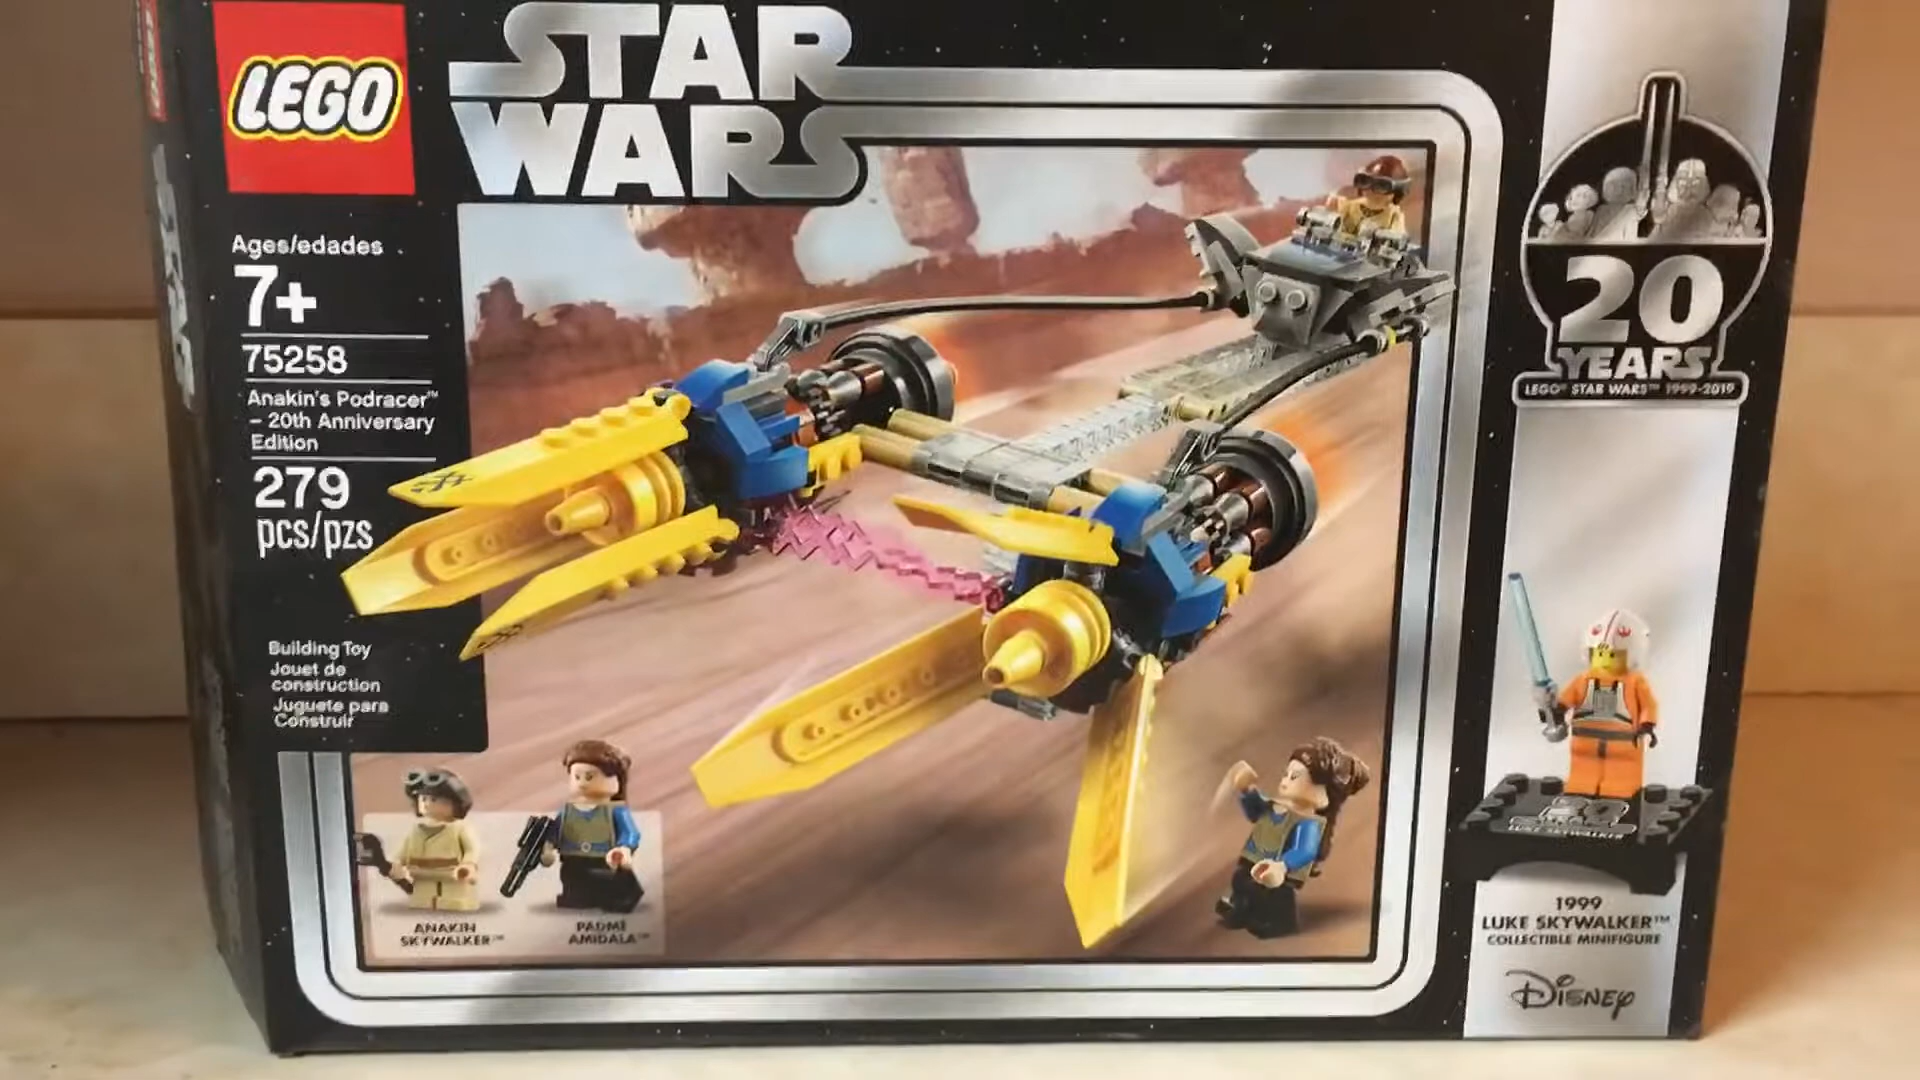 LEGO
STAR
WARS
Ages/edades
7+
75258
Anakin's Podracer™
– 20th Anniversary
Edition
279
pcs/pzs
Building Toy
Jouet de
construction
Juguete para
Construir
ANAKIN
SKYWALKER™
PADMÉ
AMIDALA™
20
YEARS
LEGO® STAR WARS™ 1999-2019
LUKE SKYWALKER
1999
LUKE SKYWALKER™
COLLECTIBLE MINIFIGURE
Disney